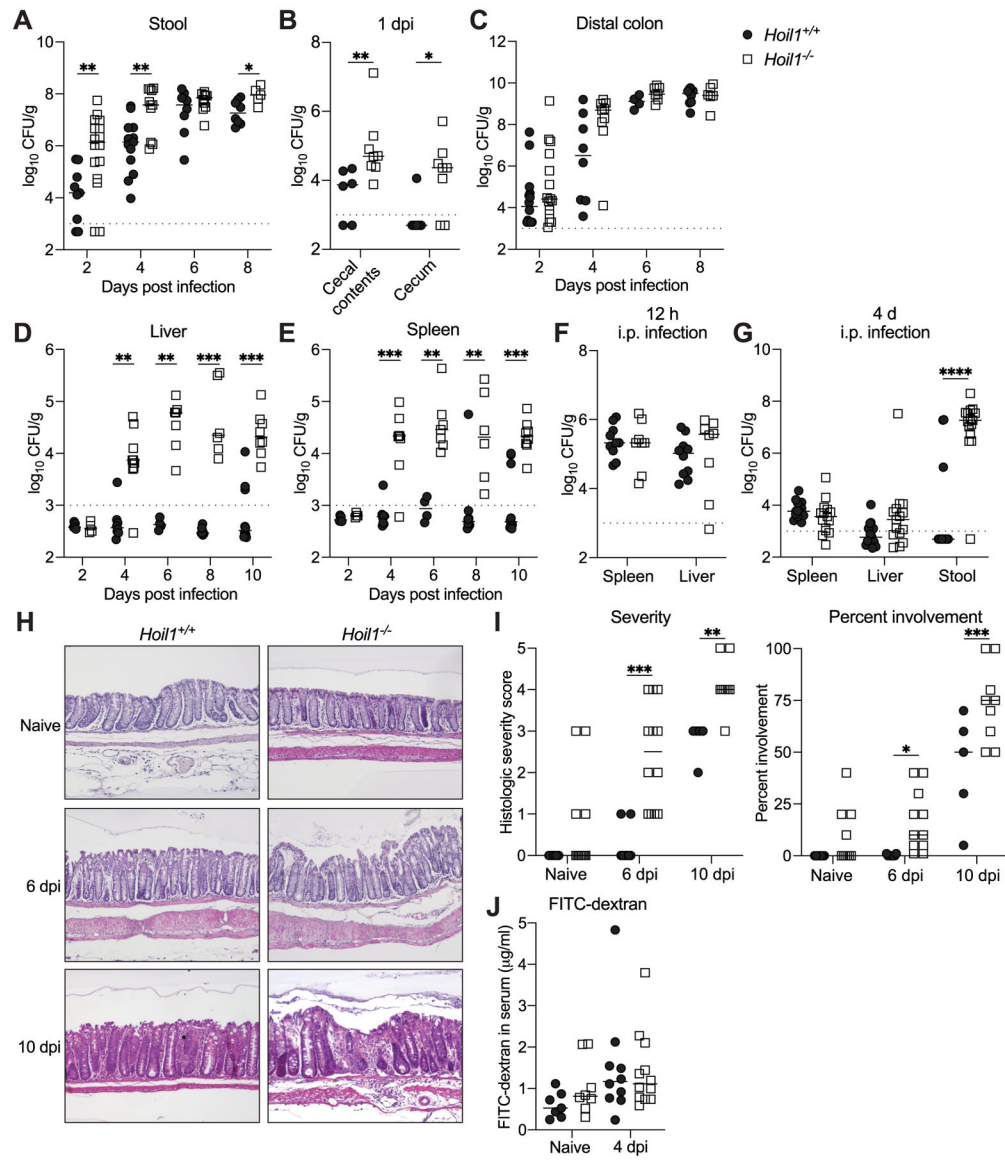 A
Stool
log10 CFU/g
10
8
6
4
2
**
**
*
2
4
6
8
Days post infection
B
1 dpi
log10 CFU/g
8
6
4
2
**
*
Cecal contents
Cecum
C
Distal colon
log10 CFU/g
12
10
8
6
4
2
2
4
6
8
Days post infection
Hoil1+/+
Hoil1-/-
D
Liver
log10 CFU/g
6
5
4
3
2
**
**
***
***
2
4
6
8
10
Days post infection
E
Spleen
log10 CFU/g
6
5
4
3
2
***
**
**
***
2
4
6
8
10
Days post infection
F
12 h
i.p. infection
log10 CFU/g
8
6
4
2
Spleen
Liver
G
4 d
i.p. infection
log10 CFU/g
10
8
6
4
2
****
Spleen
Liver
Stool
H
Hoil1+/+
Hoil1-/-
Naive
6 dpi
10 dpi
I
Severity
Histologic severity score
5
4
3
2
1
0
***
**
Naive
6 dpi
10 dpi
Percent involvement
Percent involvement
100
75
50
25
0
*
***
Naive
6 dpi
10 dpi
J
FITC-dextran
FITC-dextran in serum (μg/ml)
5
4
3
2
1
0
Naive
4 dpi